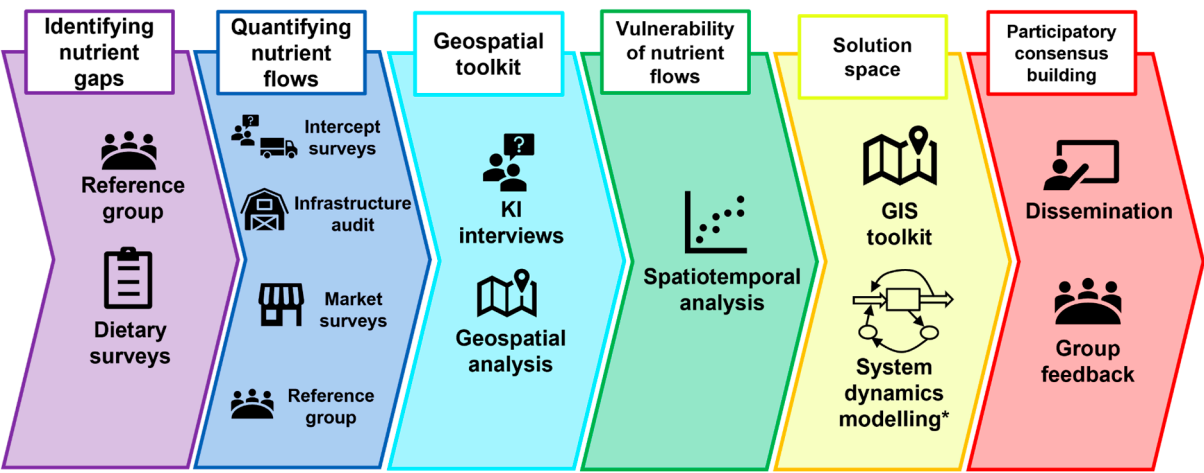 Identifying
nutrient
gaps
Reference
group
Dietary
surveys
Quantifying
nutrient
flows
Intercept
surveys
Infrastructure
audit
Market
surveys
Reference
group
Geospatial
toolkit
?
KI
interviews
Geospatial
analysis
Vulnerability
of nutrient
flows
Spatiotemporal
analysis
Solution
space
GIS
toolkit
System
dynamics
modelling*
Participatory
consensus
building
Dissemination
Group
feedback